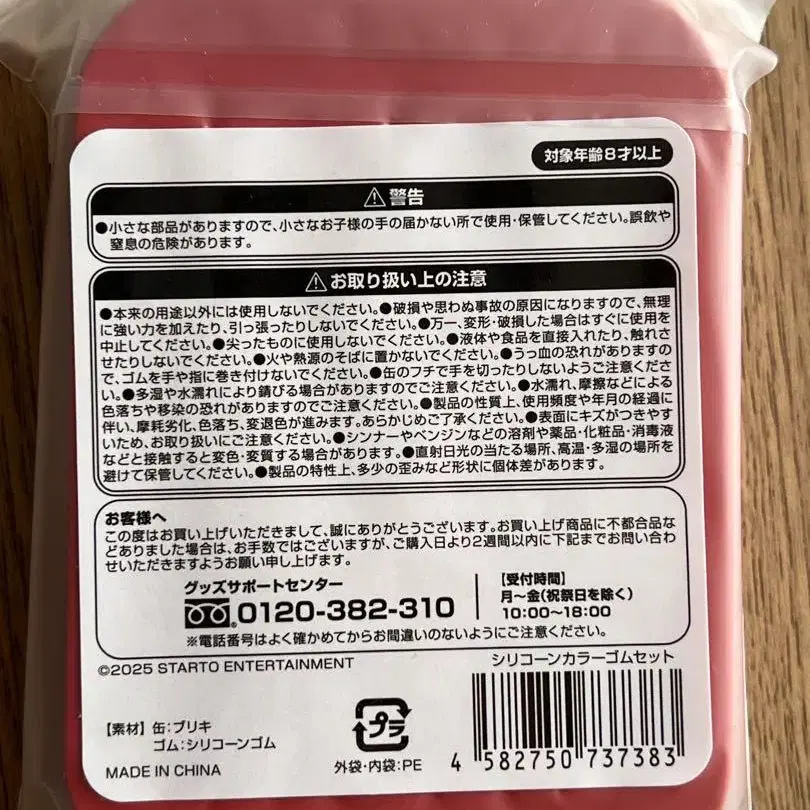 対象年齢8才以上
⚠警告
●小さな部品がありますので、小さなお子様の手の届かない所で使用・保管してください。誤飲や
窒息の危険があります。
⚠お取り扱い上の注意
●本来の用途以外には使用しないでください。●破損や思わぬ事故の原因になりますので、無理
に強い力を加えたり、引っ張ったりしないでください。●万一、変形・破損した場合はすぐに使用を
中止してください。●尖ったものに使用しないでください。●液体や食品を直接入れたり、触れさ
せたりしないでください。●火や熱源のそばに置かないでください。●うっ血の恐れがありますの
で、ゴムを手や指に巻き付けないでください。●缶のフチで手を切ったりしないようご注意くださ
い。●多湿や水濡れにより錆びる場合がありますのでご注意ください。●水濡れ、摩擦などによる
色落ちや移染の恐れがありますのでご注意ください。●製品の性質上、使用頻度や年月の経過に
伴い、摩耗劣化、色落ち、変退色が進みます。あらかじめご了承ください。●表面にキズがつきやす
いため、お取り扱いにご注意ください。●シンナーやベンジンなどの溶剤や薬品・化粧品・消毒液
などと接触すると変色・変質する場合があります。●直射日光の当たる場所、高温・多湿の場所を
避けて保管してください。●製品の特性上、多少の歪みなど形状に個体差があります。
お客様へ
この度はお買い上げいただきまして、誠にありがとうございます。お買い上げ商品に不都合品な
どありました場合は、お手数ではございますが、ご購入日より2週間以内に下記までお問い合わ
せいただきますようお願い申し上げます。
グッズサポートセンター
0120-382-310
【受付時間】
月～金(祝祭日を除く)
10:00～18:00
※電話番号はよく確かめてからお間違いのないようにご注意ください。
©2025 STARTO ENTERTAINMENT
シリコーンカラーゴムセット
【素材】缶:ブリキ
ゴム:シリコーンゴム
MADE IN CHINA
プラ
外袋・内袋:PE
4 582750 737383